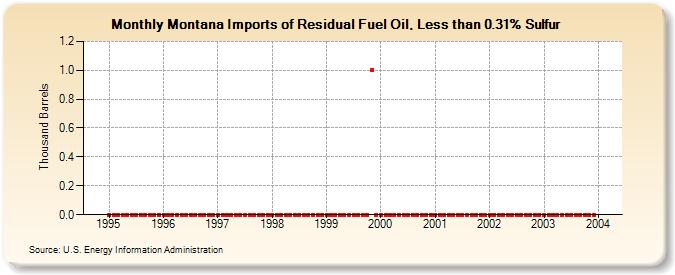 Monthly Montana Imports of Residual Fuel Oil, Less than 0.31% Sulfur
Thousand Barrels
1.2
1.0
0.8
0.6
0.4
0.2
0.0
1995 1996 1997 1998 1999 2000 2001 2002 2003 2004
Source: U.S. Energy Information Administration